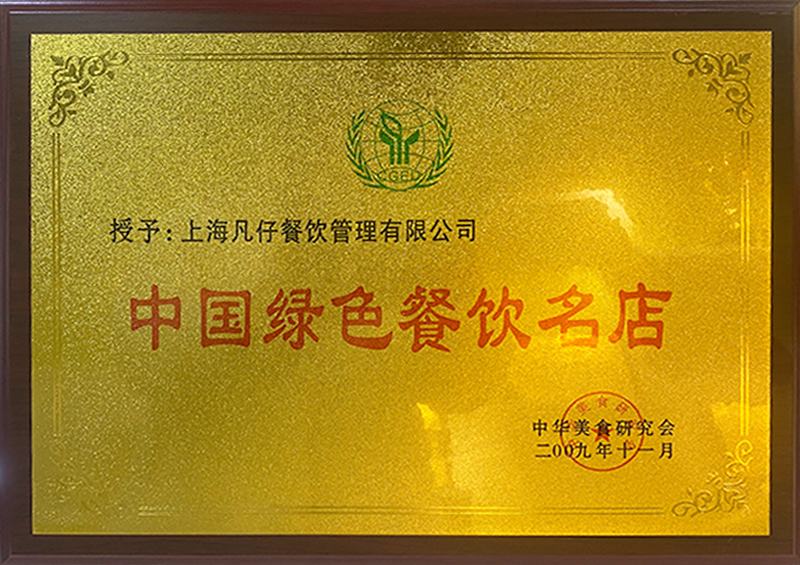 CGED
授予：上海凡仔餐饮管理有限公司
中国绿色餐饮名店
中华美食研究会
二00九年十一月